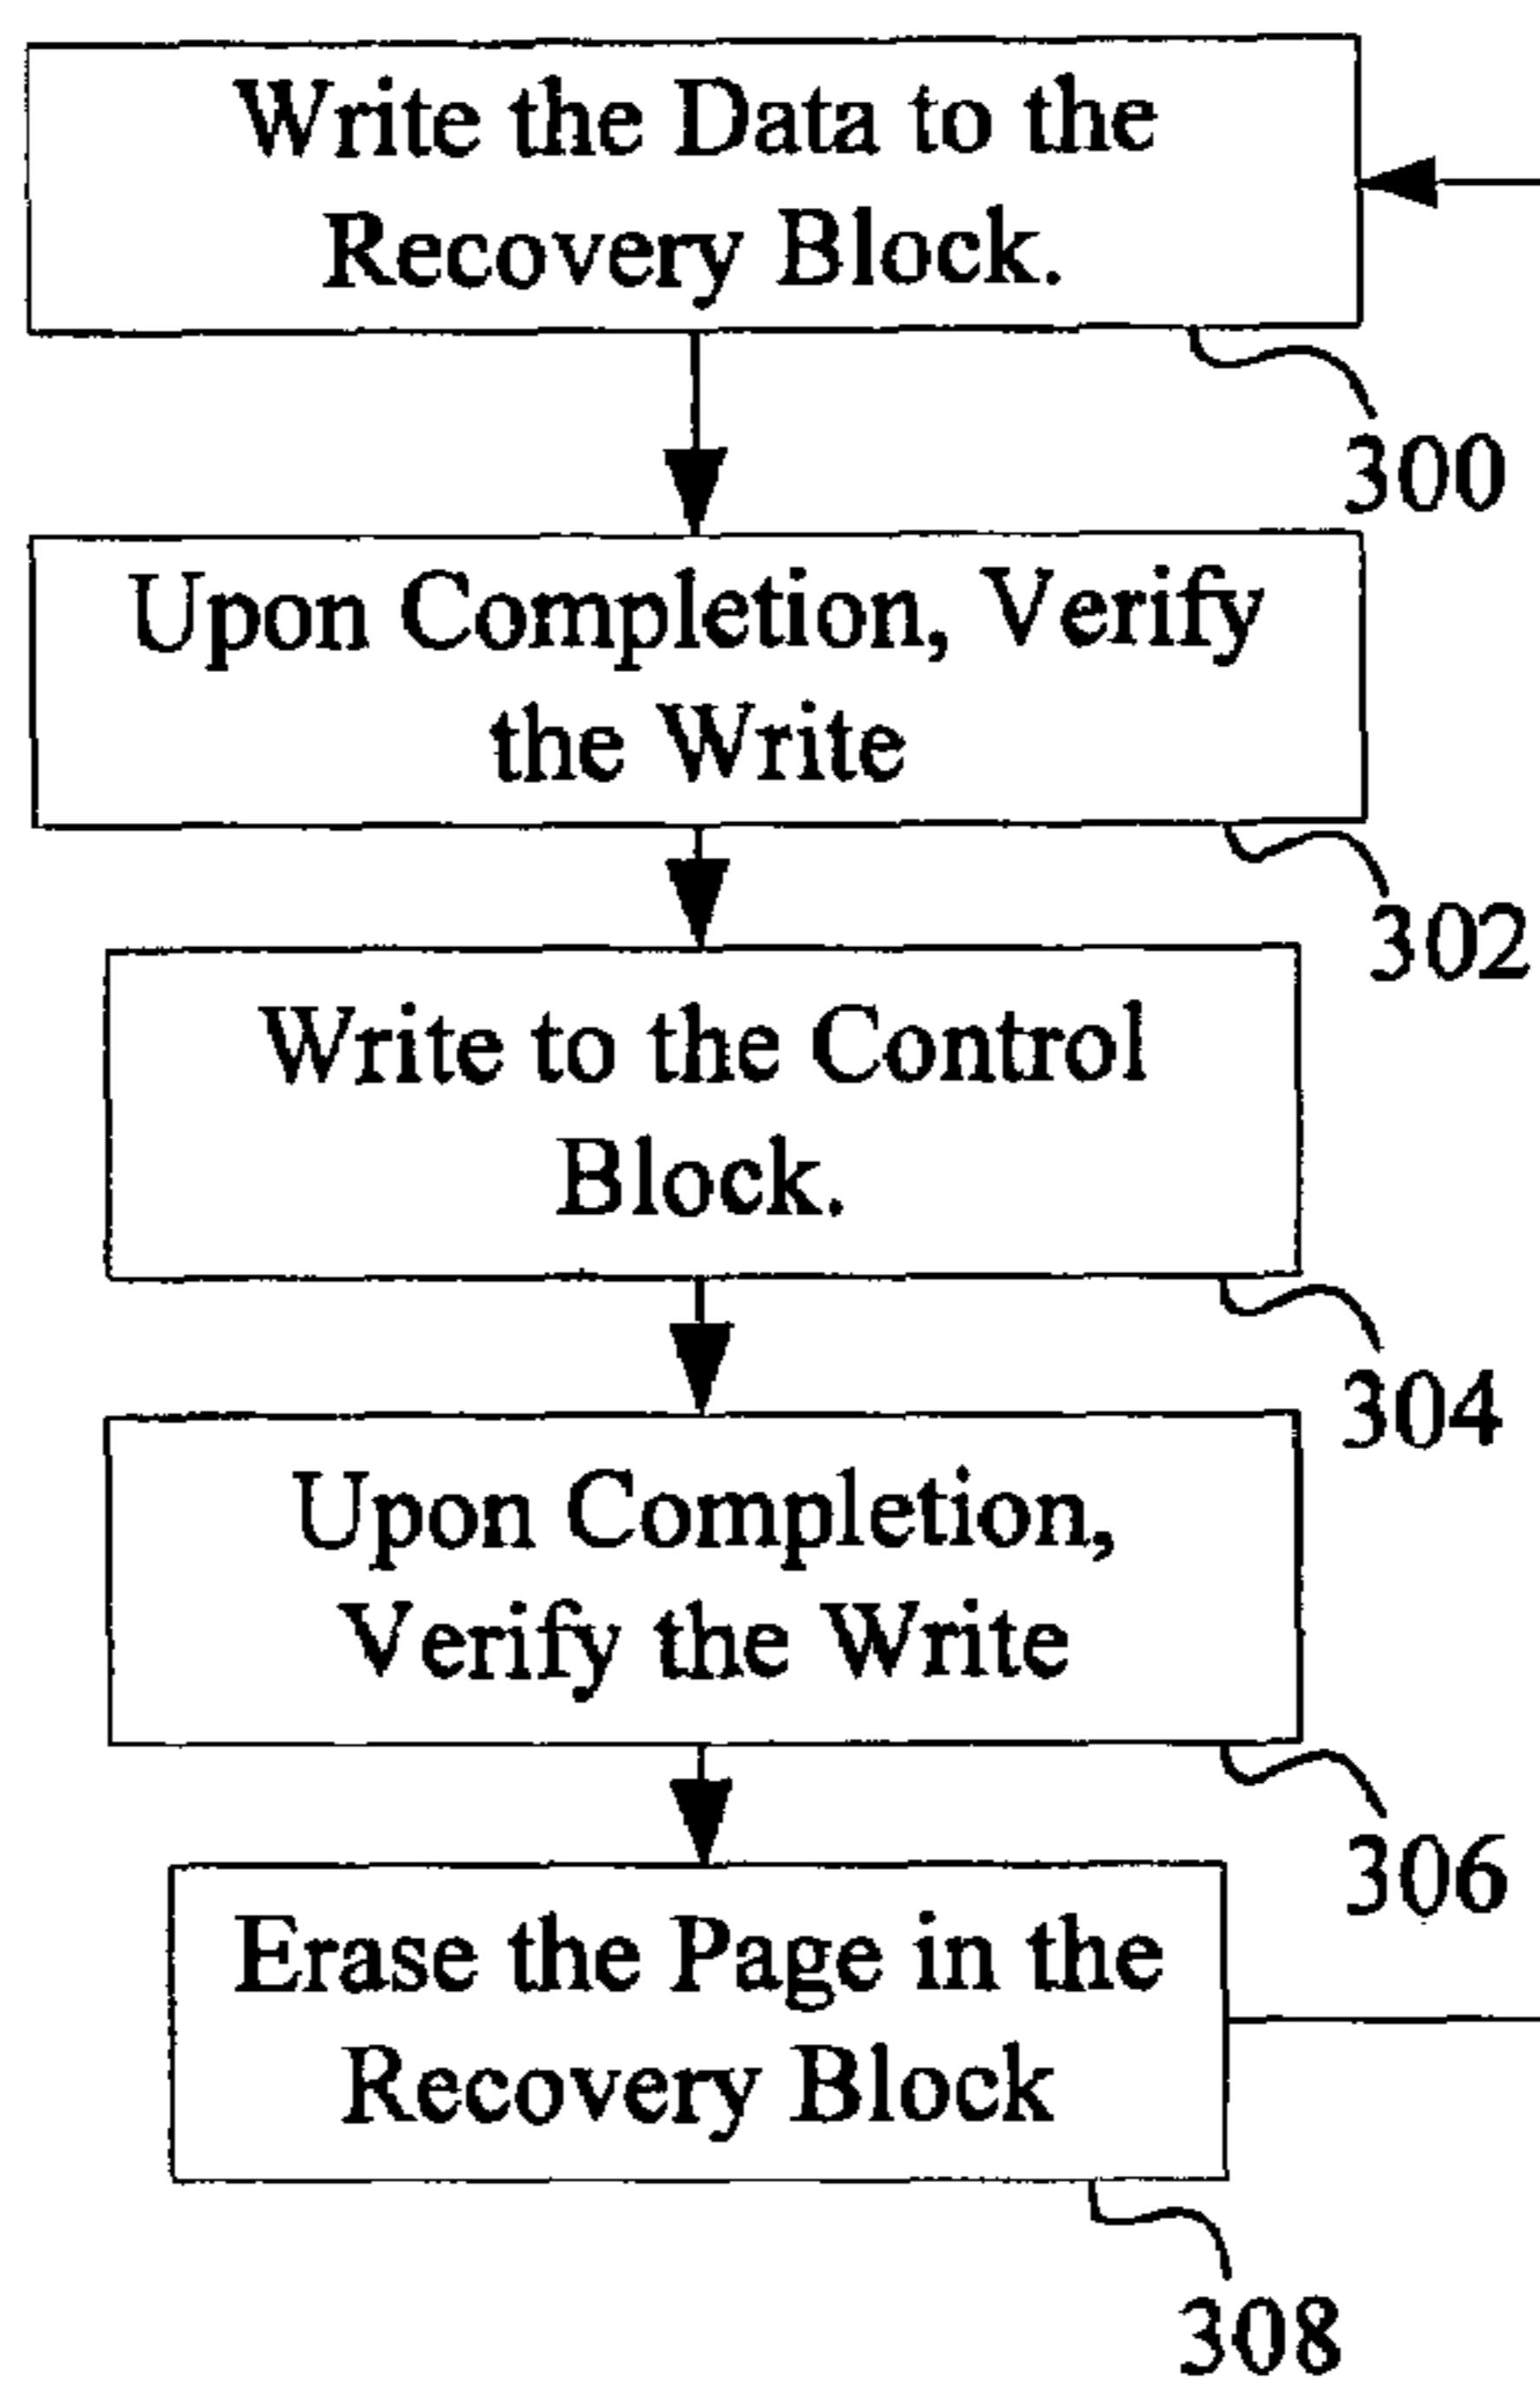 Write the Data to the
Recovery Block.
300
Upon Completion, Verify
the Write
302
Write to the Control
Block.
304
Upon Completion,
Verify the Write
306
Erase the Page in the
Recovery Block
308